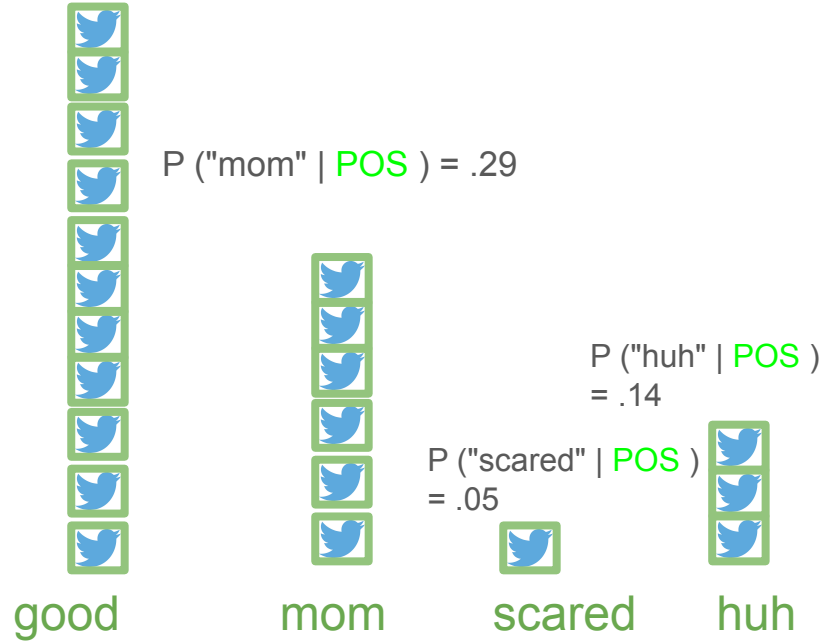 P ("mom" | POS ) = .29
P ("huh" | POS )
= .14
P ("scared" | POS )
= .05
good mom scared huh